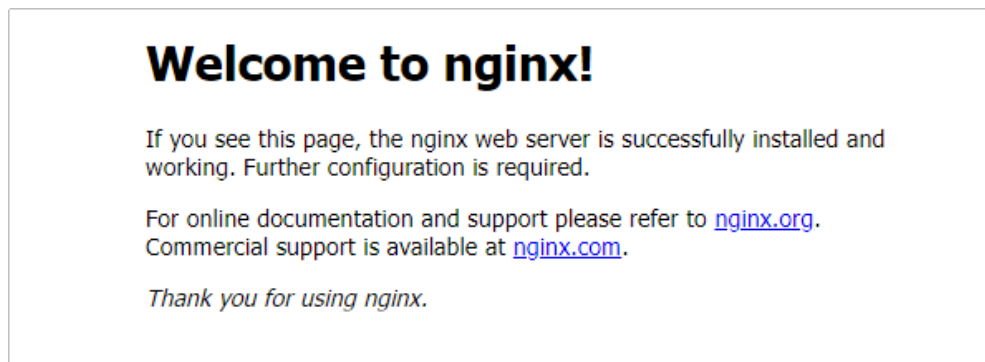 Welcome to nginx!
If you see this page, the nginx web server is successfully installed and
working. Further configuration is required.
For online documentation and support please refer to nginx.org.
Commercial support is available at nginx.com.
Thank you for using nginx.